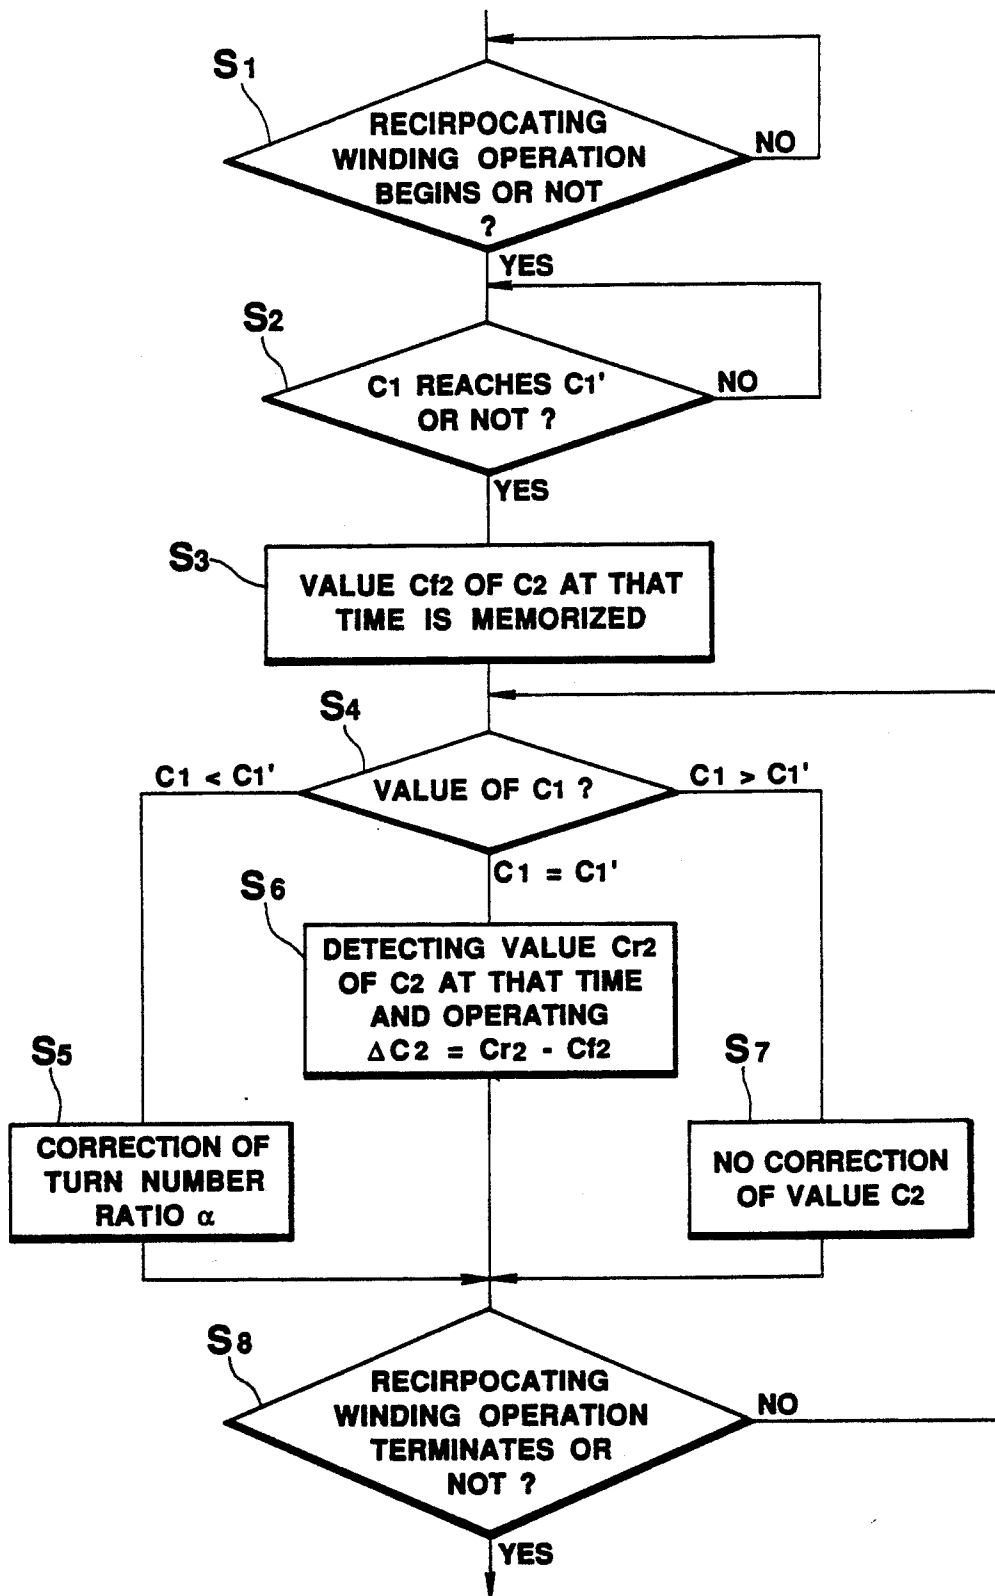 S1
RECIRPOCATING
WINDING OPERATION
BEGINS OR NOT
?
NO
YES
S2
C1 REACHES C1'
OR NOT ?
NO
YES
S3
VALUE Cf2 OF C2 AT THAT
TIME IS MEMORIZED
S4
VALUE OF C1 ?
C1 < C1'
C1 > C1'
C1 = C1'
S6
DETECTING VALUE Cr2
OF C2 AT THAT TIME
AND OPERATING
ΔC2 = Cr2 - Cf2
S5
CORRECTION OF
TURN NUMBER
RATIO α
S7
NO CORRECTION
OF VALUE C2
S8
RECIRPOCATING
WINDING OPERATION
TERMINATES OR
NOT ?
NO
YES